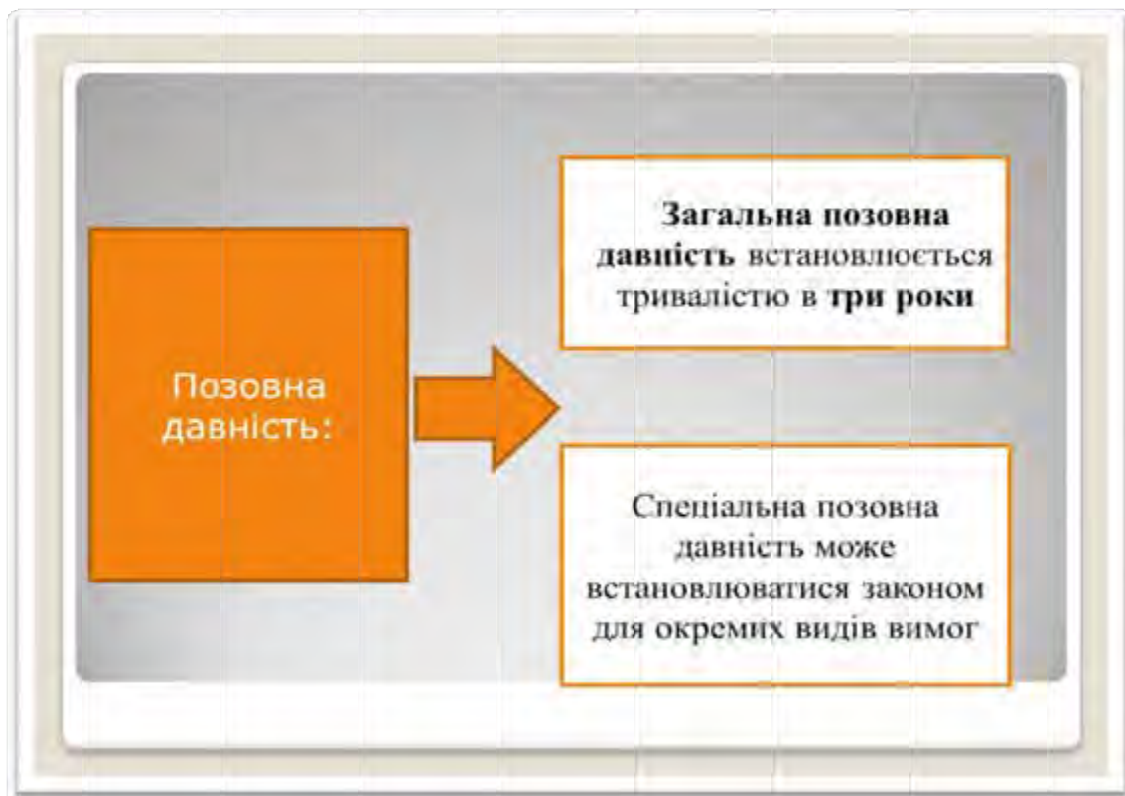 Позовна
давність:
Загальна позовна
давність встановлюється
тривалістю в три роки
Спеціальна позовна
давність може
встановлюватися законом
для окремих видів вимог